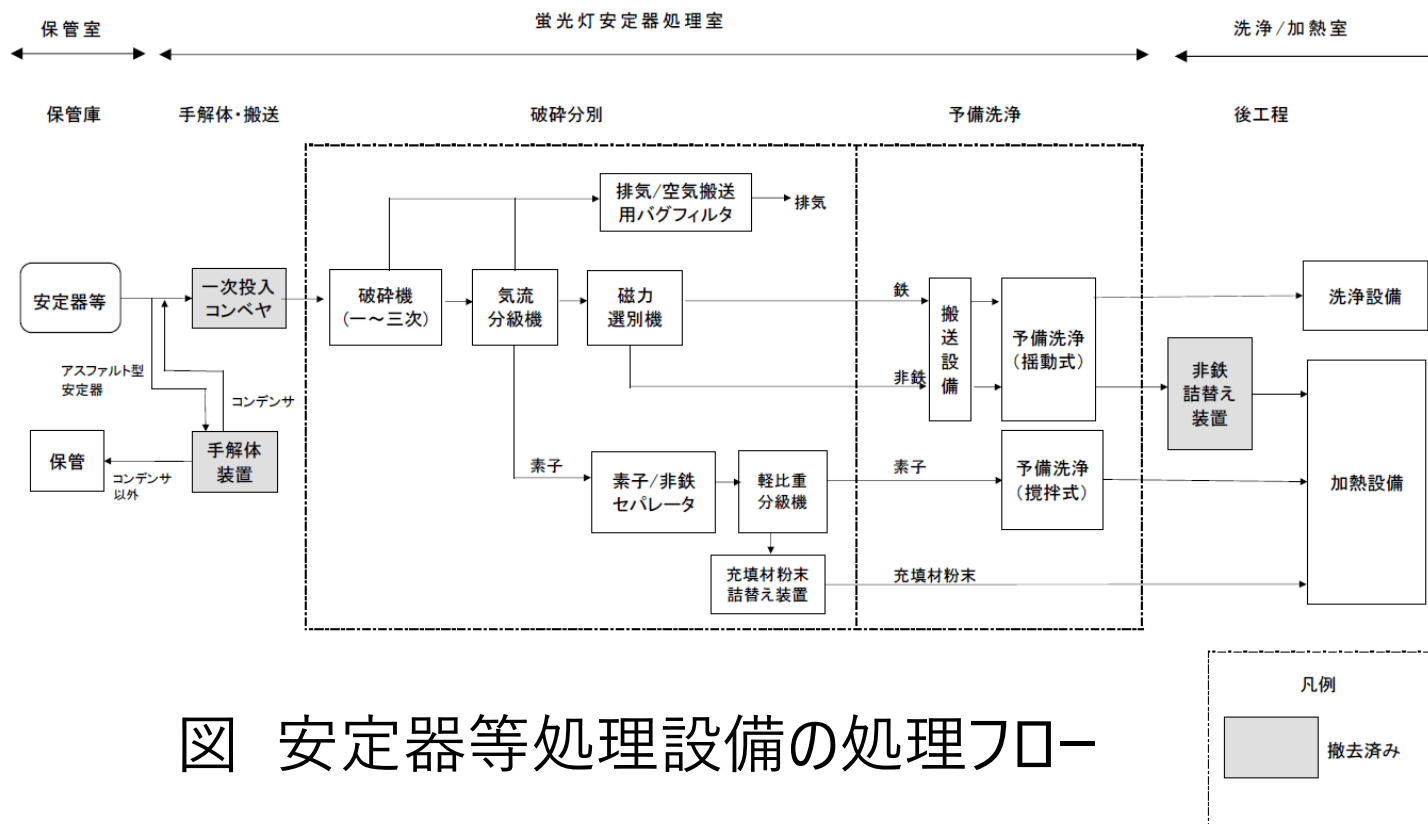 保管室
蛍光灯安定器処理室
洗浄/加熱室
保管庫
手解体・搬送
破砕分別
予備洗浄
後工程
排気/空気搬送
用バグフィルタ
排気
安定器等
一次投入
コンベヤ
破砕機
(一～三次)
気流
分級機
磁力
選別機
鉄
非鉄
搬
送
設
備
予備洗浄
(揺動式)
洗浄設備
非鉄
詰替え
装置
アスファルト型
安定器
コンデンサ
保管
コンデンサ
以外
手解体
装置
素子
素子/非鉄
セパレータ
軽比重
分級機
素子
予備洗浄
(撹拌式)
加熱設備
充填材粉末
詰替え装置
充填材粉末
凡例
撤去済み
図 安定器等処理設備の処理フロー